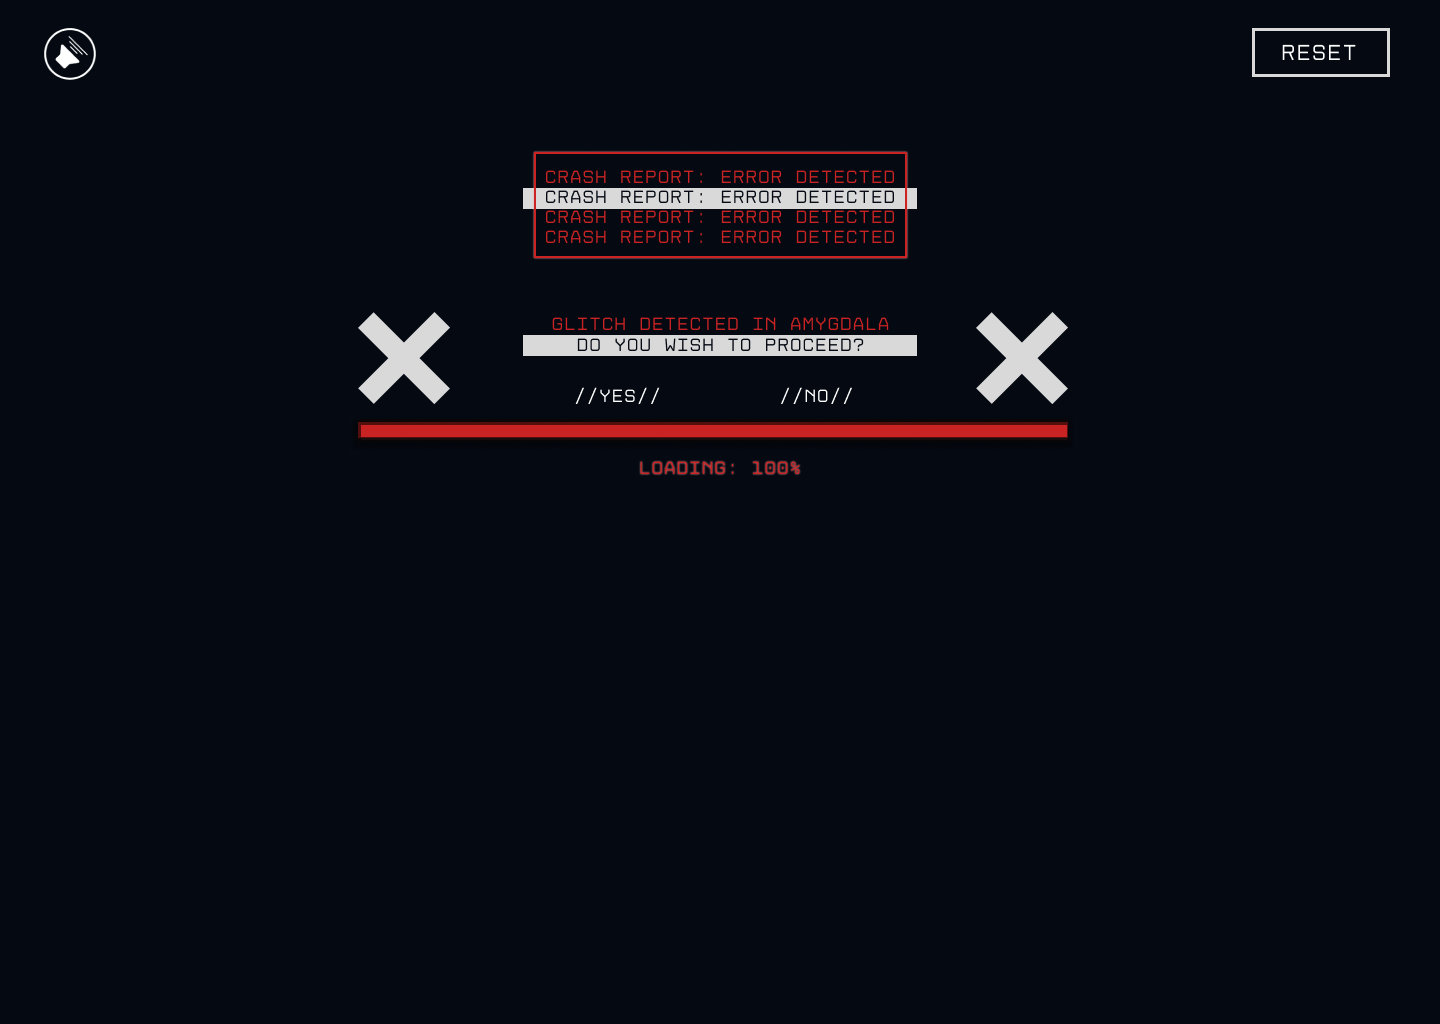 RESET
CRASH REPORT: ERROR DETECTED
CRASH REPORT: ERROR DETECTED
CRASH REPORT: ERROR DETECTED
CRASH REPORT: ERROR DETECTED
GLITCH DETECTED IN AMYGDALA
DO YOU WISH TO PROCEED?
//YES// //NO//
LOADING: 100%